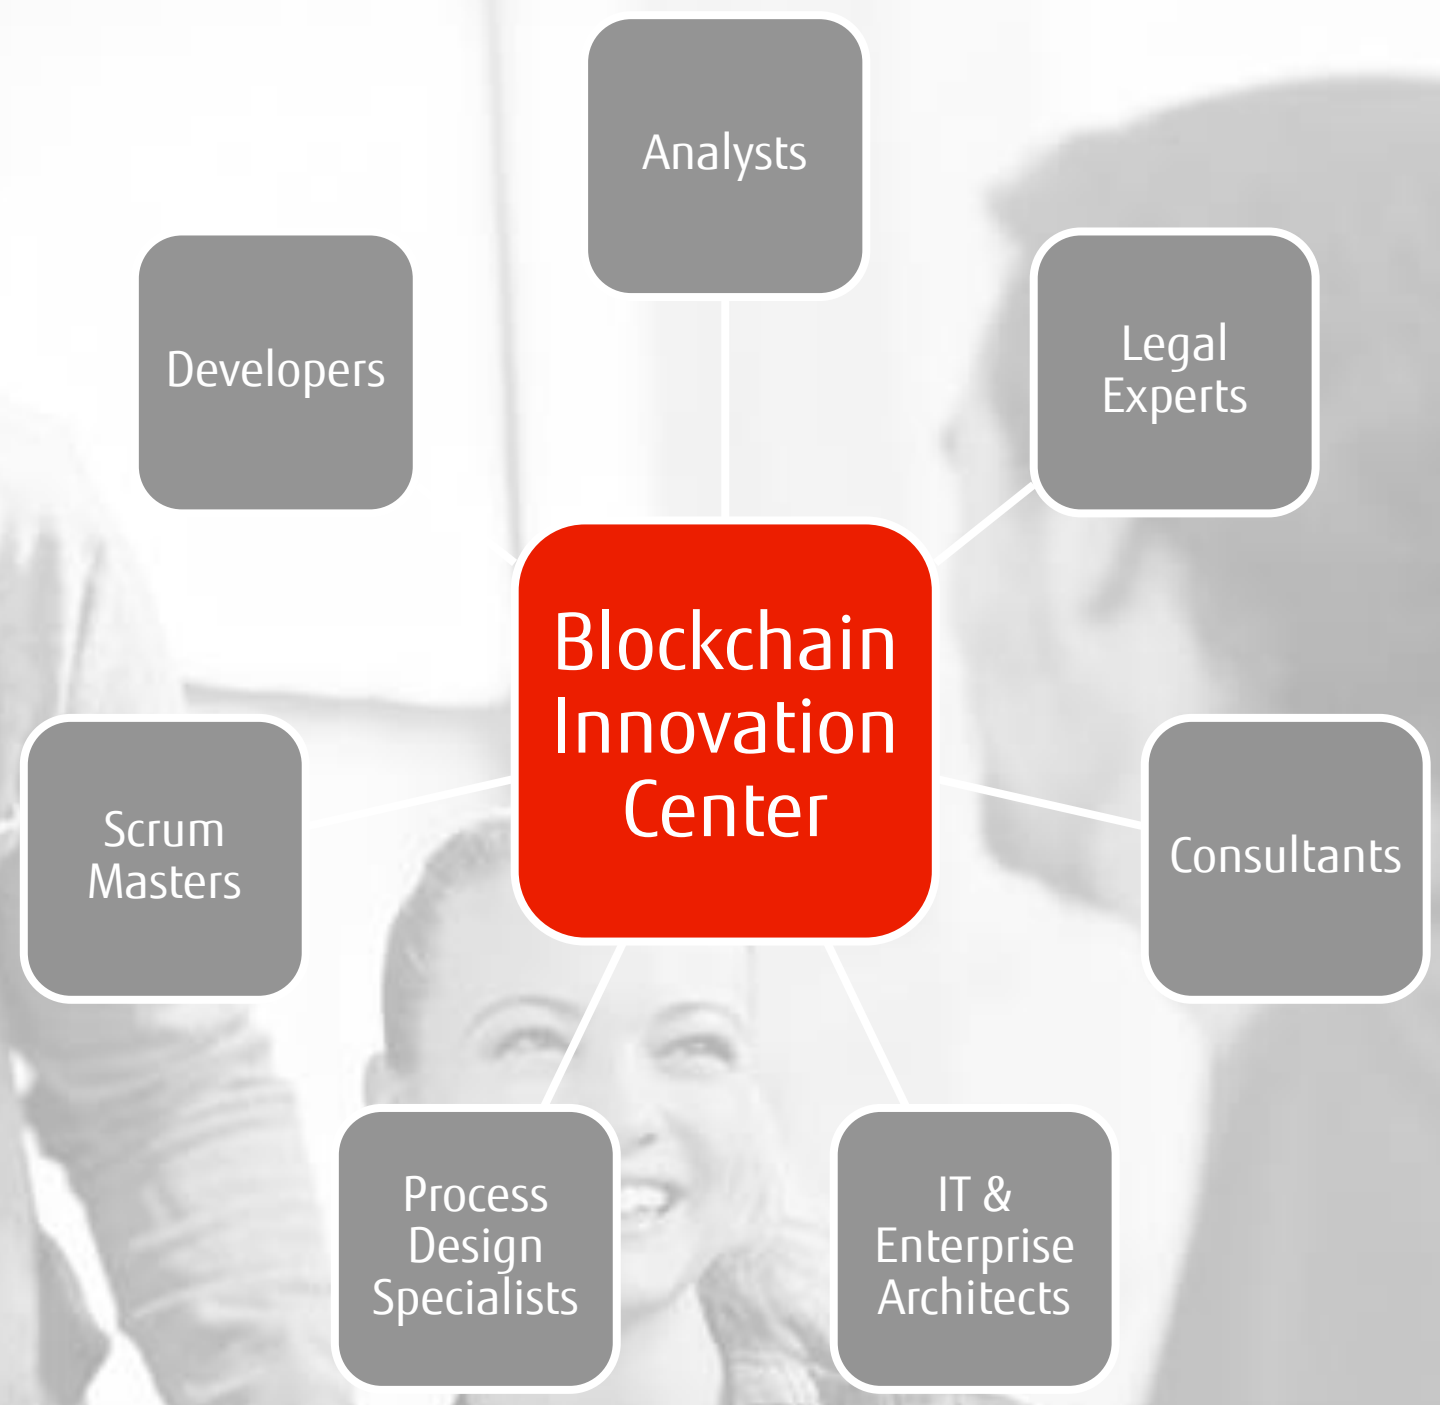 Analysts
Developers
Legal
Experts
Blockchain
Innovation
Center
Scrum
Masters
Consultants
Process
Design
Specialists
IT &
Enterprise
Architects